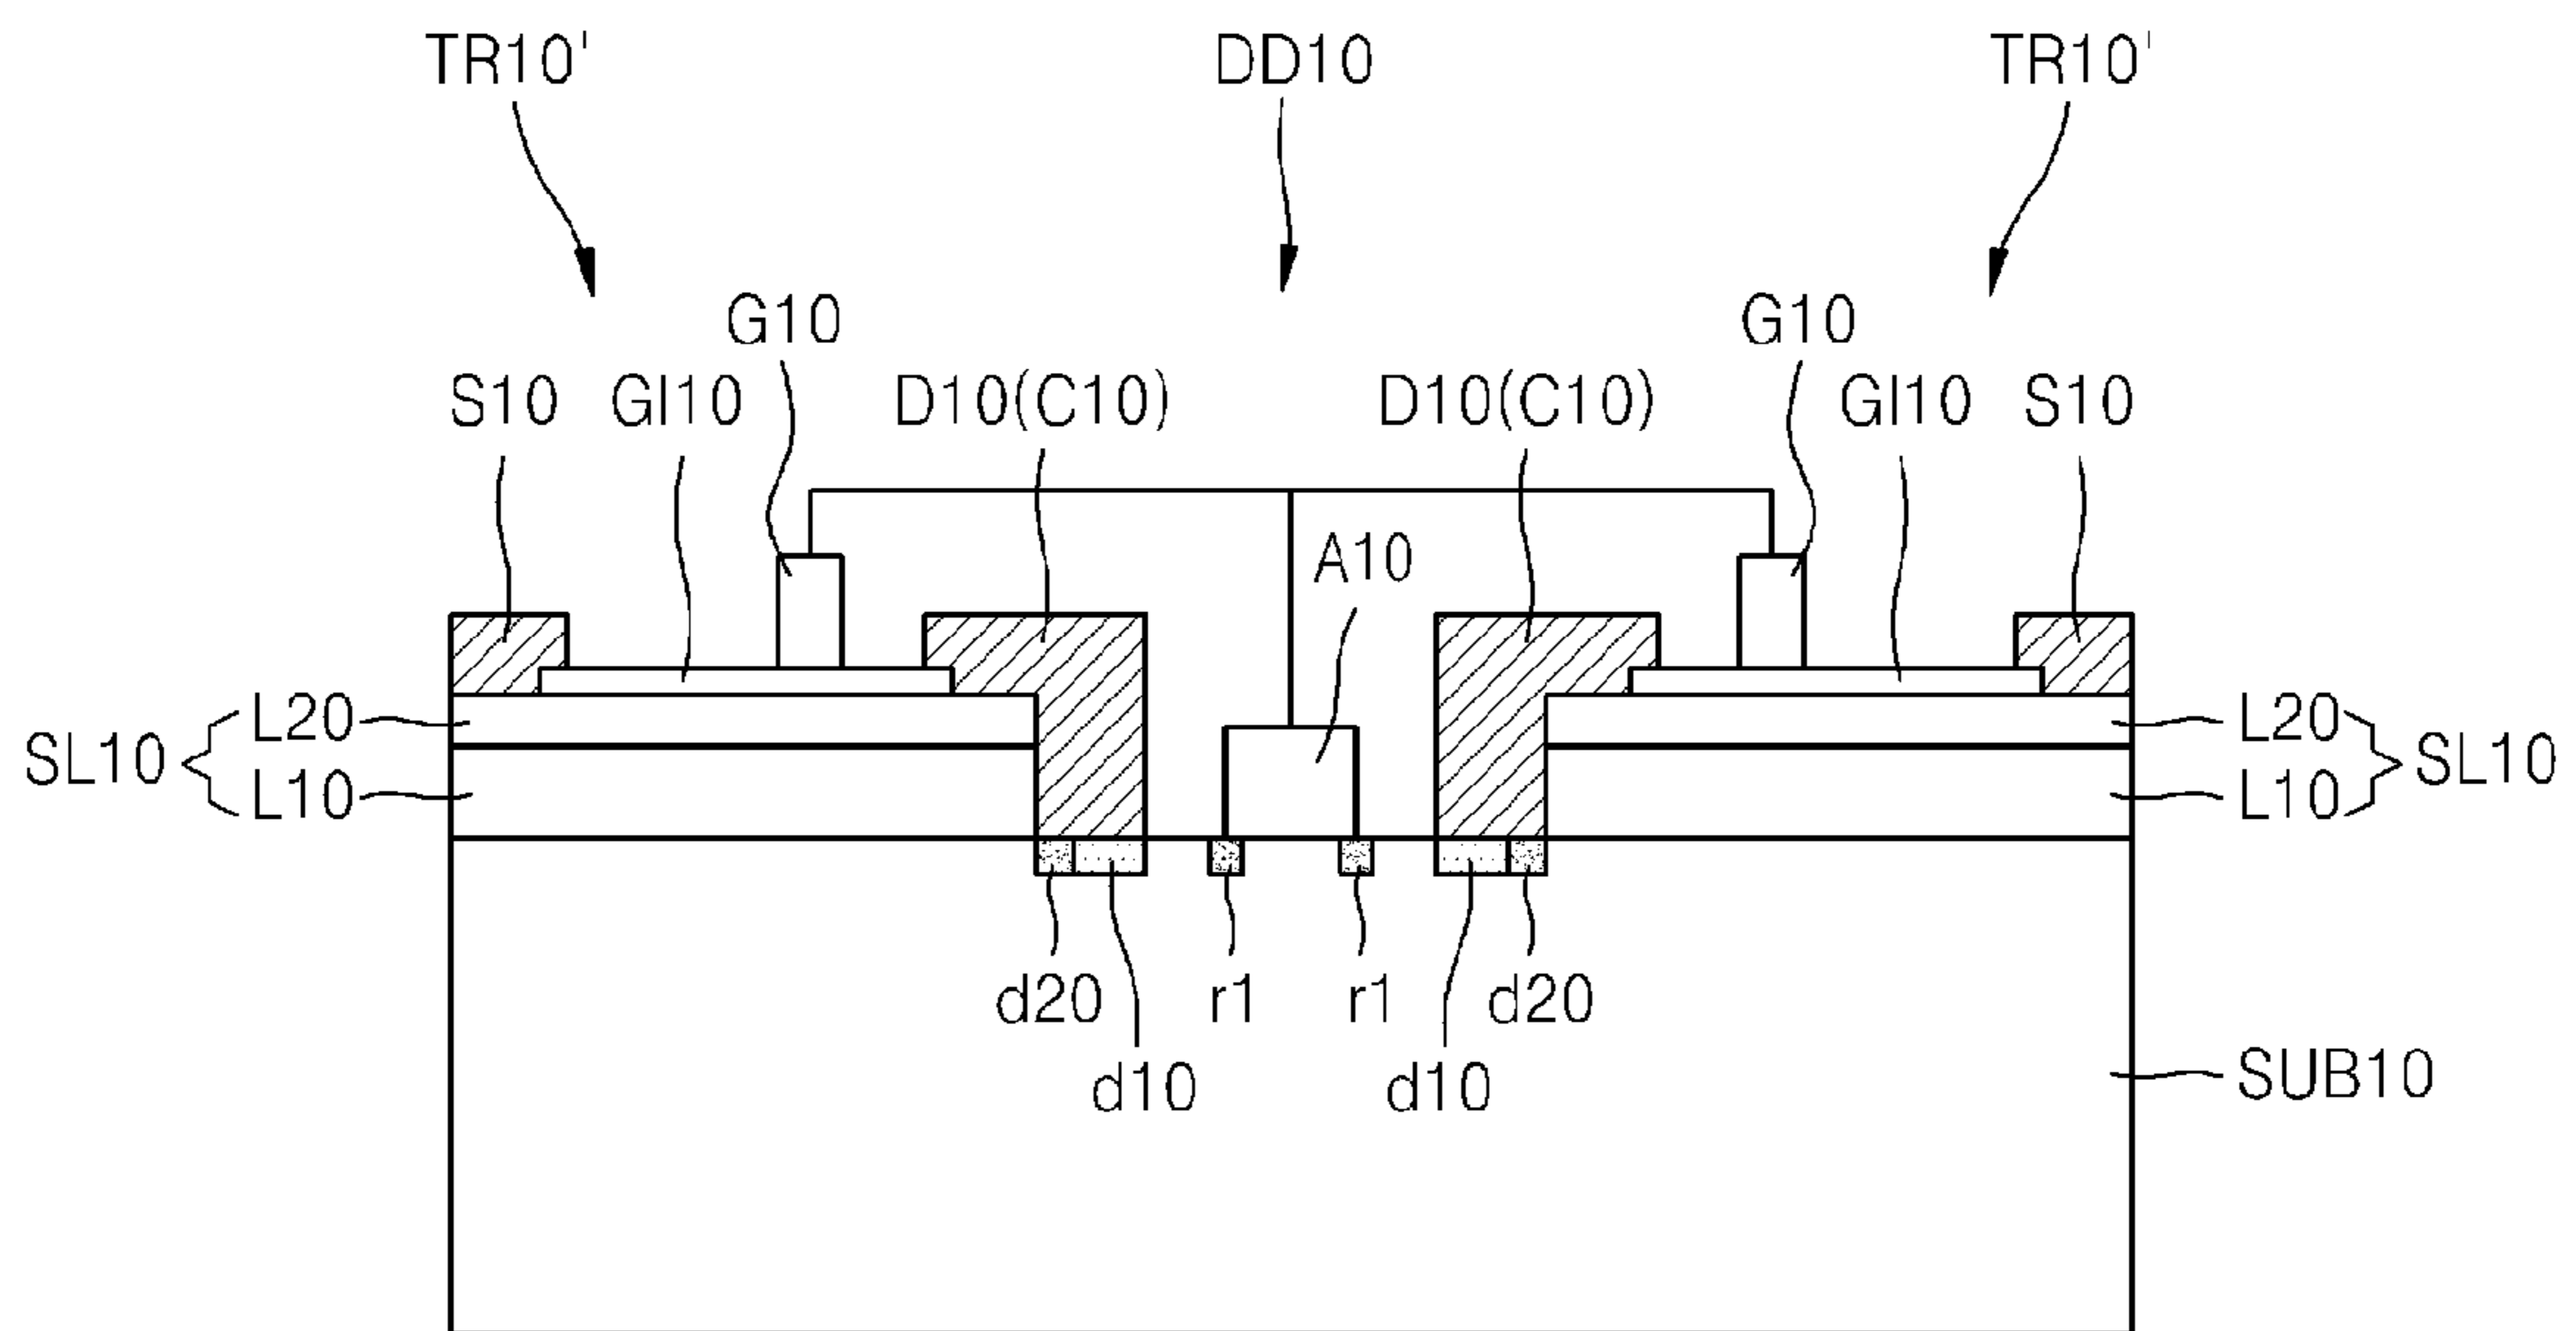 TR10' DD10 TR10'
G10 G10
S10 GI10 D10(C10) D10(C10) GI10 S10
A10
L20 L20
SL10 SL10
L10 L10
d20 r1 r1 d20
d10 d10
SUB10